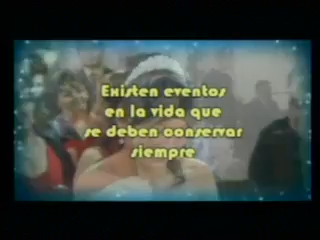 Existen eventos
en la vida que
se deben conservar
siempre